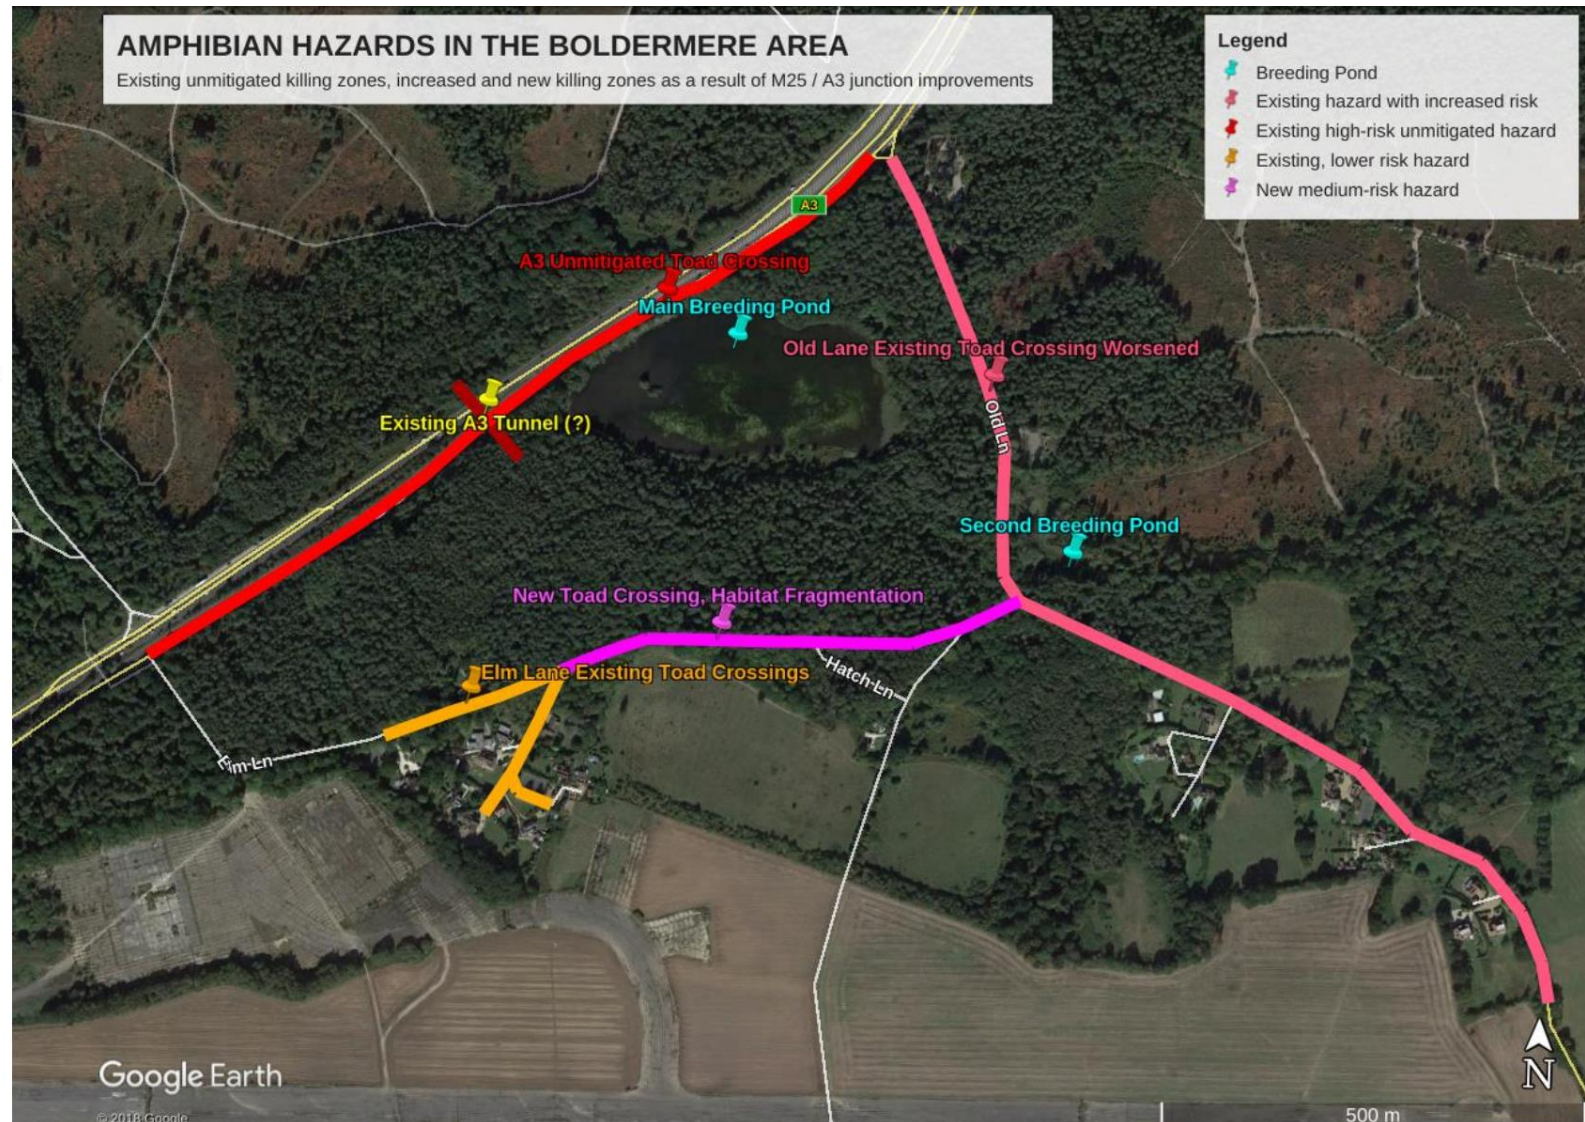 AMPHIBIAN HAZARDS IN THE BOLDERMERE AREA
Existing unmitigated killing zones, increased and new killing zones as a result of M25 / A3 junction improvements
Legend
Breeding Pond
Existing hazard with increased risk
Existing high-risk unmitigated hazard
Existing, lower risk hazard
New medium-risk hazard
A3
A3 Unmitigated Toad Crossing
Main Breeding Pond
Old Lane Existing Toad Crossing Worsened
Existing A3 Tunnel (?)
Old Ln
Second Breeding Pond
New Toad Crossing, Habitat Fragmentation
Elm Lane Existing Toad Crossings
Hatch Ln
Elm Ln
N
Google Earth
© 2018 Google
500 m